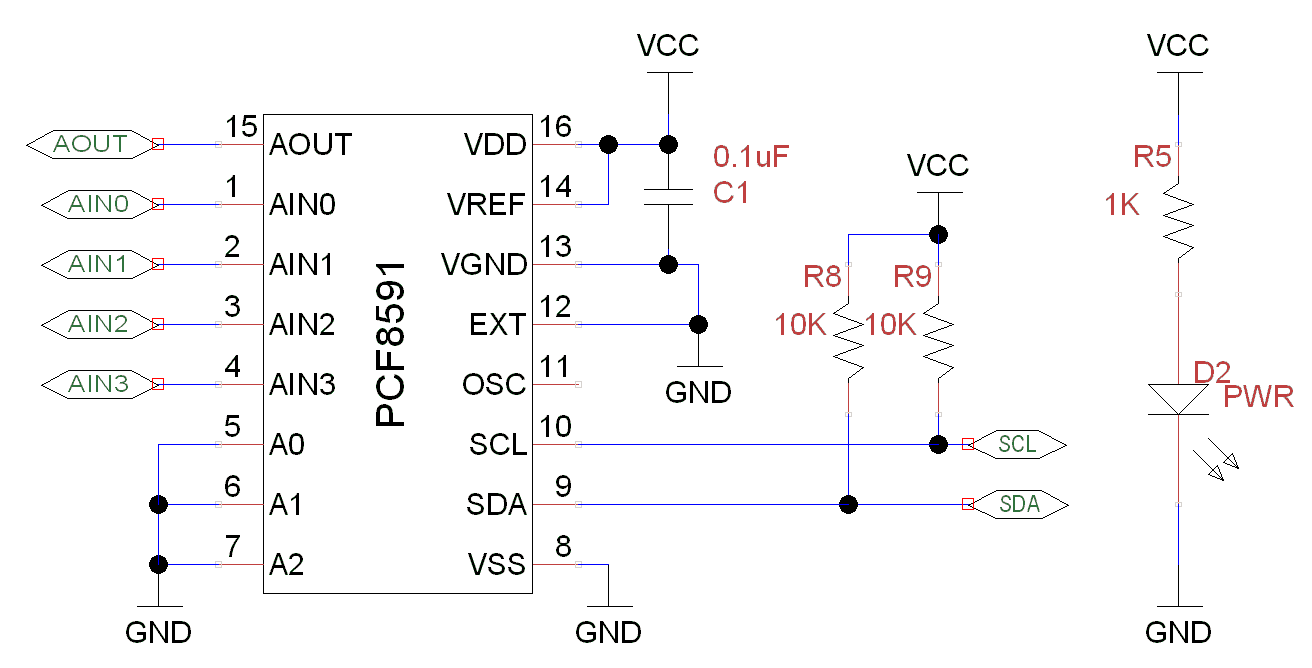 VCC
VCC
AOUT
15
AOUT
VDD
16
0.1uF
C1
VCC
R5
1K
AIN0
1
AIN0
VREF
14
AIN1
2
AIN1
VGND
13
R8
R9
10K
10K
AIN2
3
AIN2
EXT
12
PCF8591
AIN3
4
AIN3
OSC
11
GND
D2
PWR
5
A0
SCL
10
SCL
6
A1
SDA
9
SDA
7
A2
VSS
8
GND
GND
GND